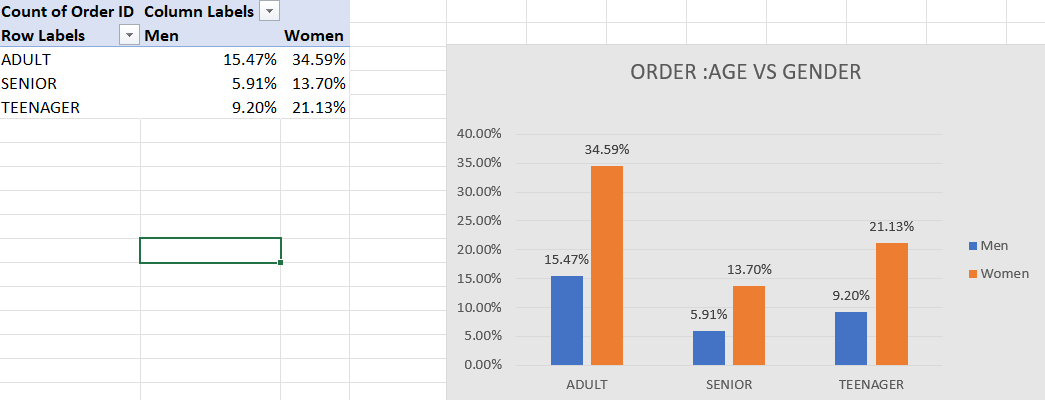 Count of Order ID Column Labels
Row Labels Men Women
ADULT 15.47% 34.59%
SENIOR 5.91% 13.70%
TEENAGER 9.20% 21.13%
ORDER :AGE VS GENDER
40.00%
35.00%
30.00%
25.00%
20.00%
15.00%
10.00%
5.00%
0.00%
15.47%
34.59%
5.91%
13.70%
9.20%
21.13%
ADULT SENIOR TEENAGER
Men
Women